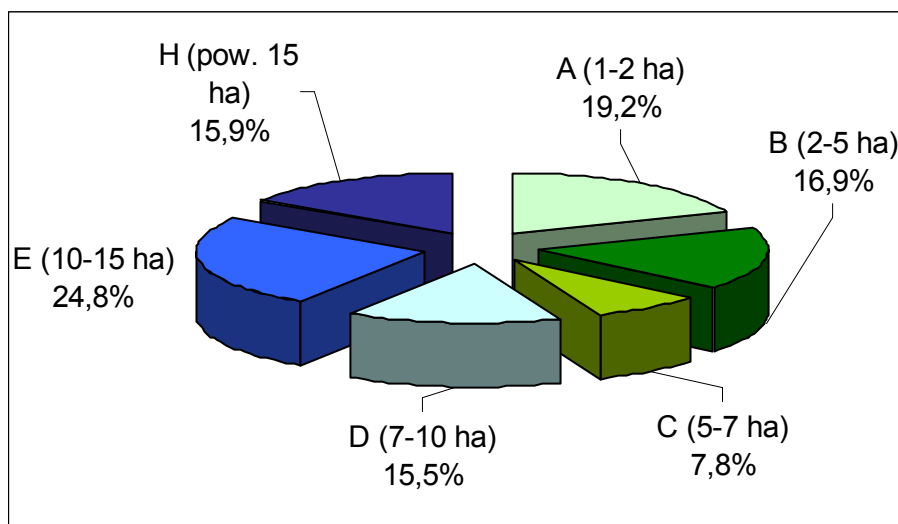 H (pow. 15
ha)
15,9%
A (1-2 ha)
19,2%
B (2-5 ha)
16,9%
E (10-15 ha)
24,8%
D (7-10 ha)
15,5%
C (5-7 ha)
7,8%